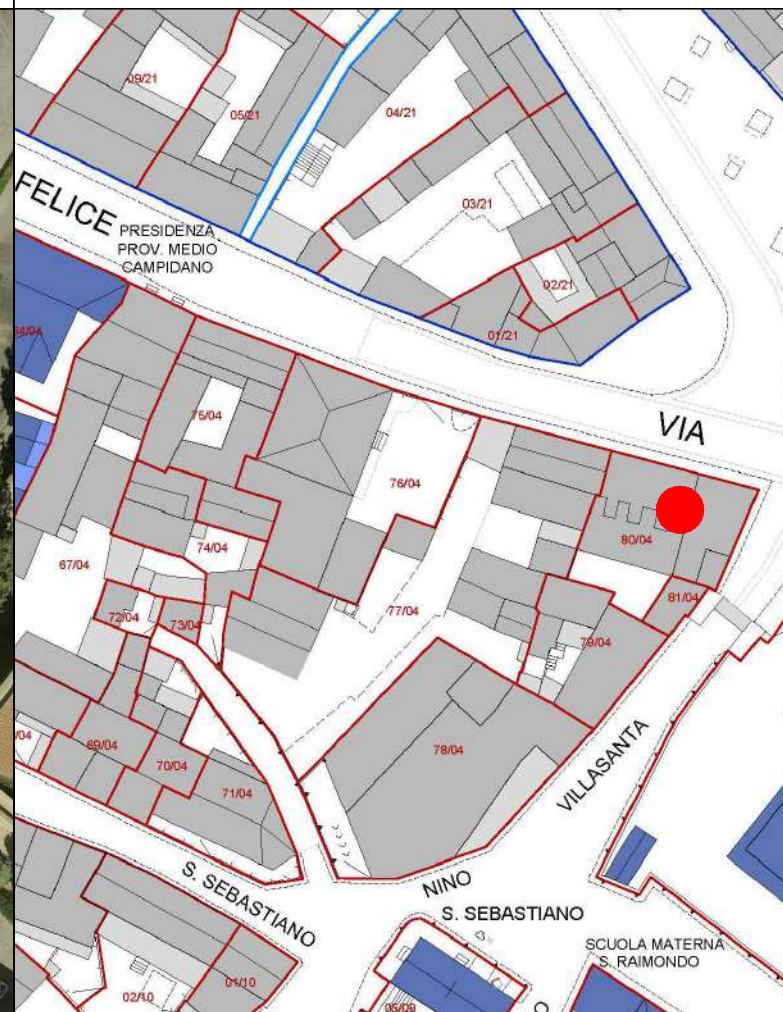 09/21
05/21
04/21
FELICE
PRESIDENZA
PROV. MEDIO
CAMPIDANO
03/21
02/21
01/21
VIA
75/04
76/04
80/04
67/04
74/04
77/04
81/04
72/04
73/04
79/04
/04
69/04
70/04
71/04
78/04
VILLASANTA
S. SEBASTIANO
NINO
S. SEBASTIANO
SCUOLA MATERNA
S. RAIMONDO
02/10
01/10
05/09